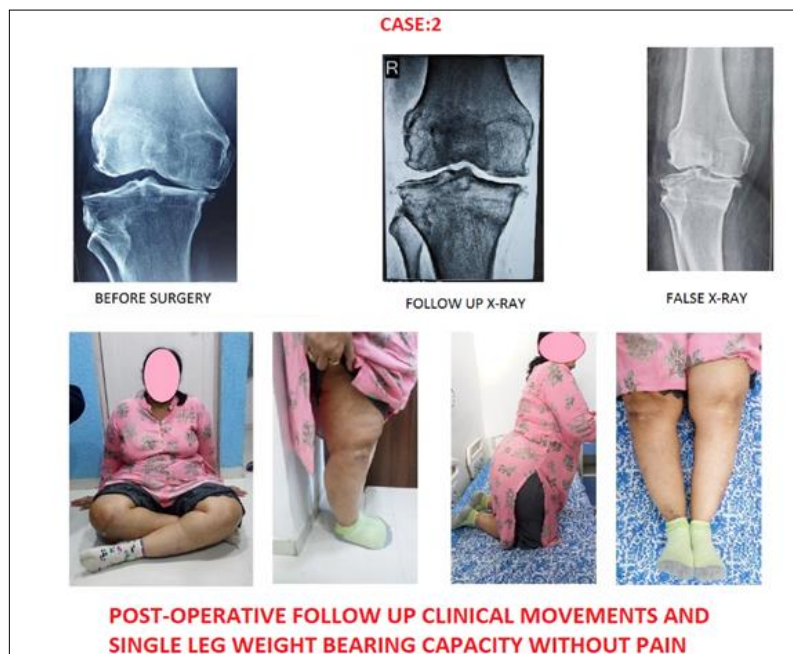 CASE:2
R
BEFORE SURGERY
FOLLOW UP X-RAY
FALSE X-RAY
POST-OPERATIVE FOLLOW UP CLINICAL MOVEMENTS AND
SINGLE LEG WEIGHT BEARING CAPACITY WITHOUT PAIN